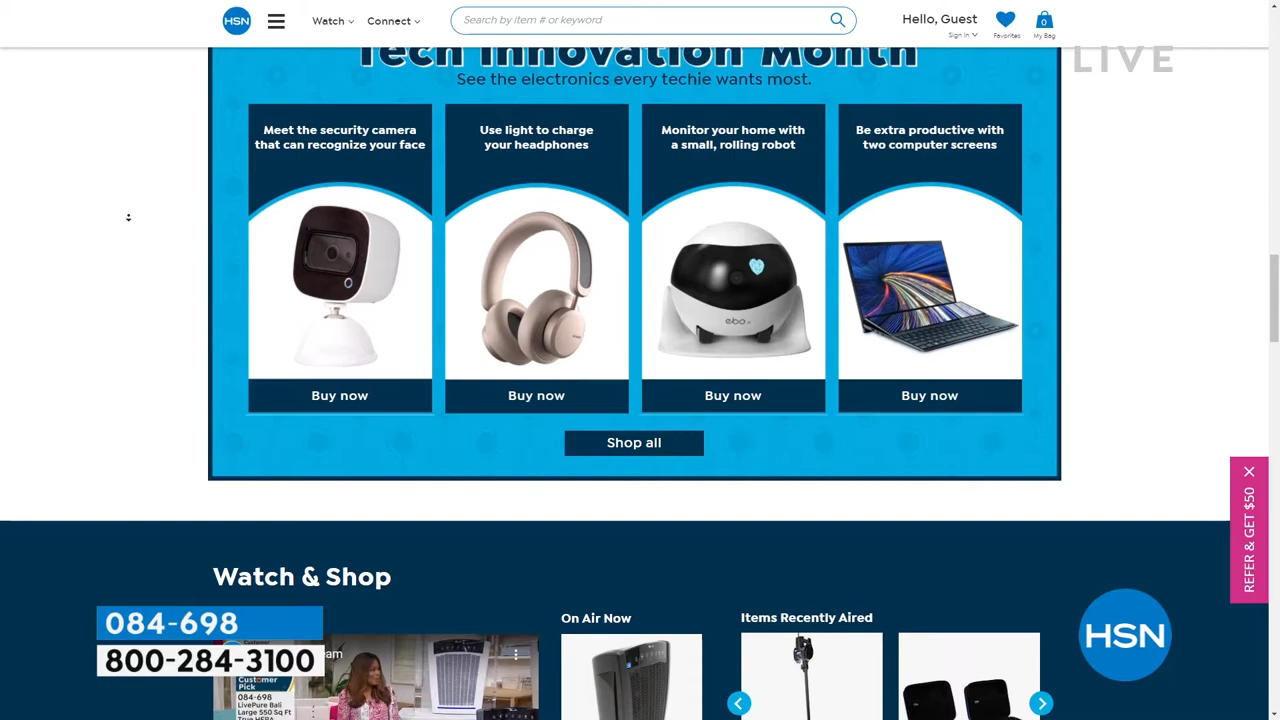 HSN
Watch
Connect
Search by item # or keyword
Hello, Guest
Sign In
Favorites
0
My Bag
LIVE
Tech Innovation Month
See the electronics every techie wants most.
Meet the security camera
that can recognize your face
Buy now
Use light to charge
your headphones
Buy now
Monitor your home with
a small, rolling robot
ebo
Buy now
Be extra productive with
two computer screens
Buy now
Shop all
REFER & GET $50
Watch & Shop
On Air Now
Items Recently Aired
084-698
800-284-3100
Customer
Pick
084-698
LivePure Bali
Large 550 Sq Ft
True HEPA
HSN